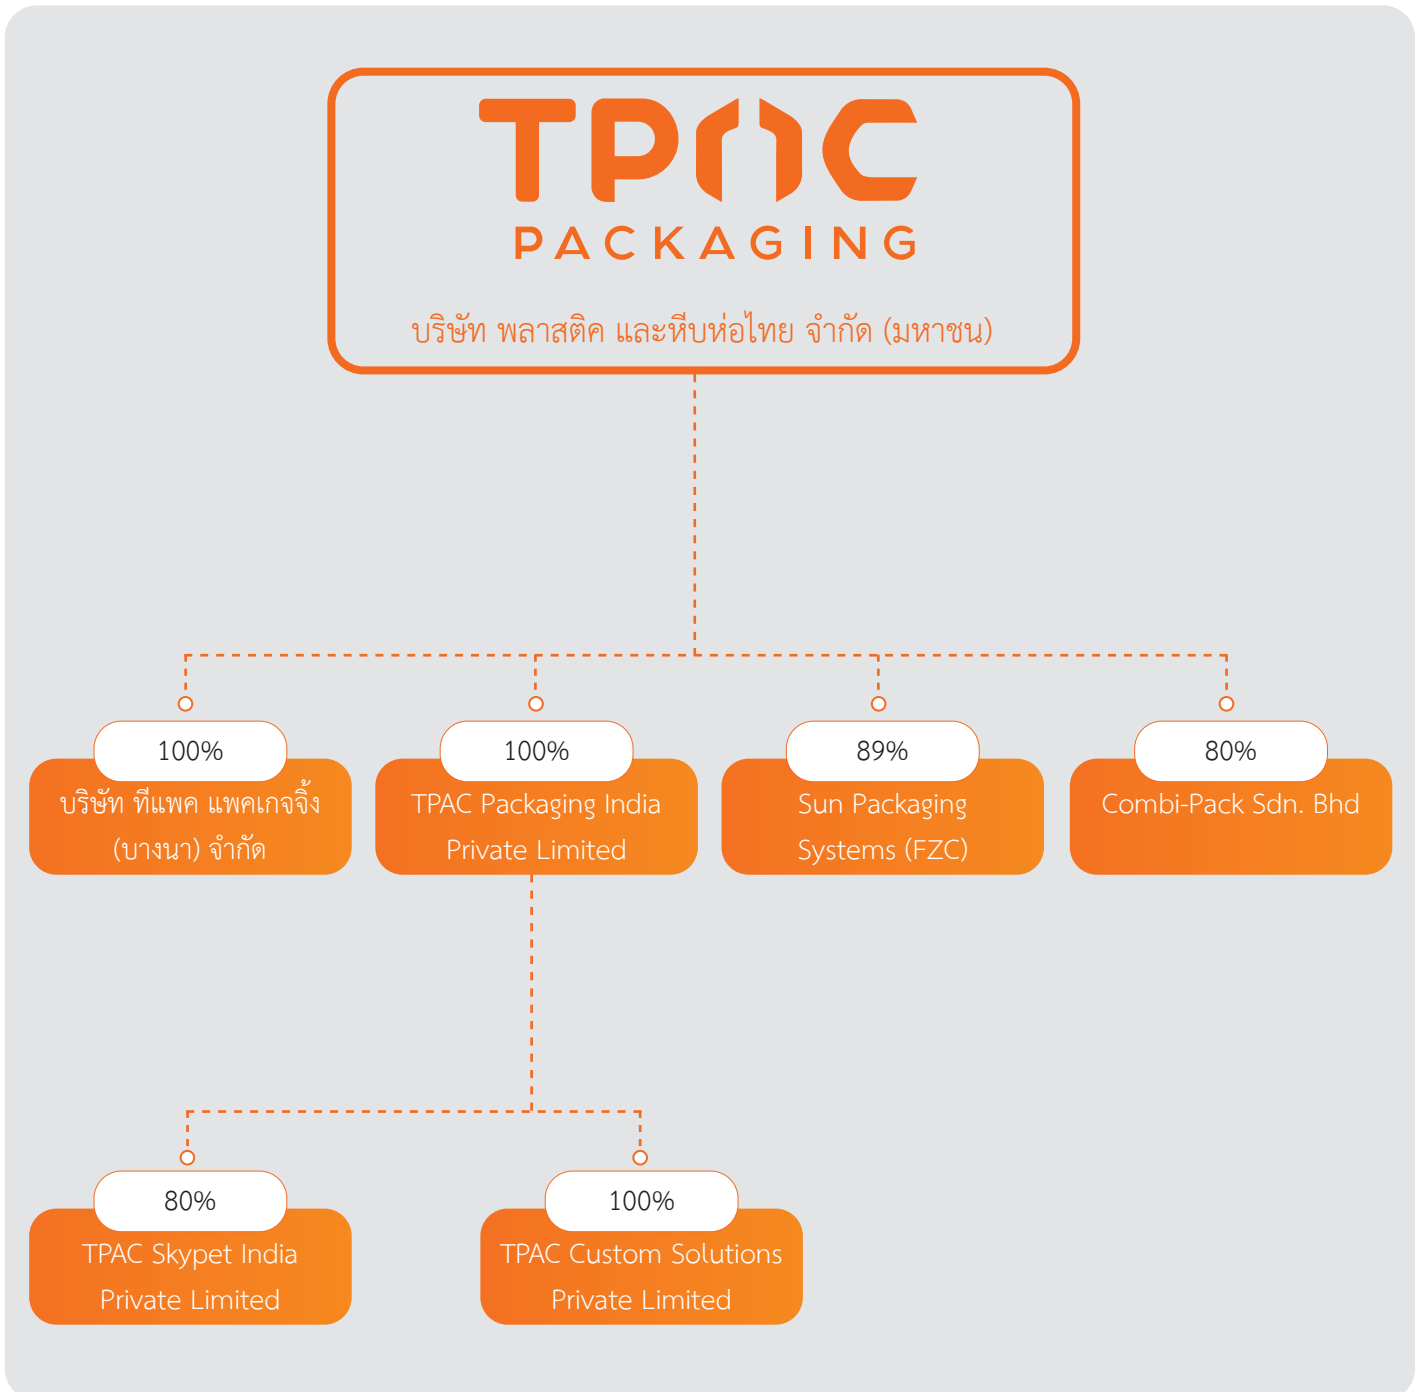 TPAC
PACKAGING
บริษัท พลาสติค และหีบห่อไทย จำกัด (มหาชน)
100%
บริษัท ทีแพค แพคเกจจิ้ง
(บางนา) จำกัด
100%
TPAC Packaging India
Private Limited
89%
Sun Packaging
Systems (FZC)
80%
Combi-Pack Sdn. Bhd
80%
TPAC Skypet India
Private Limited
100%
TPAC Custom Solutions
Private Limited